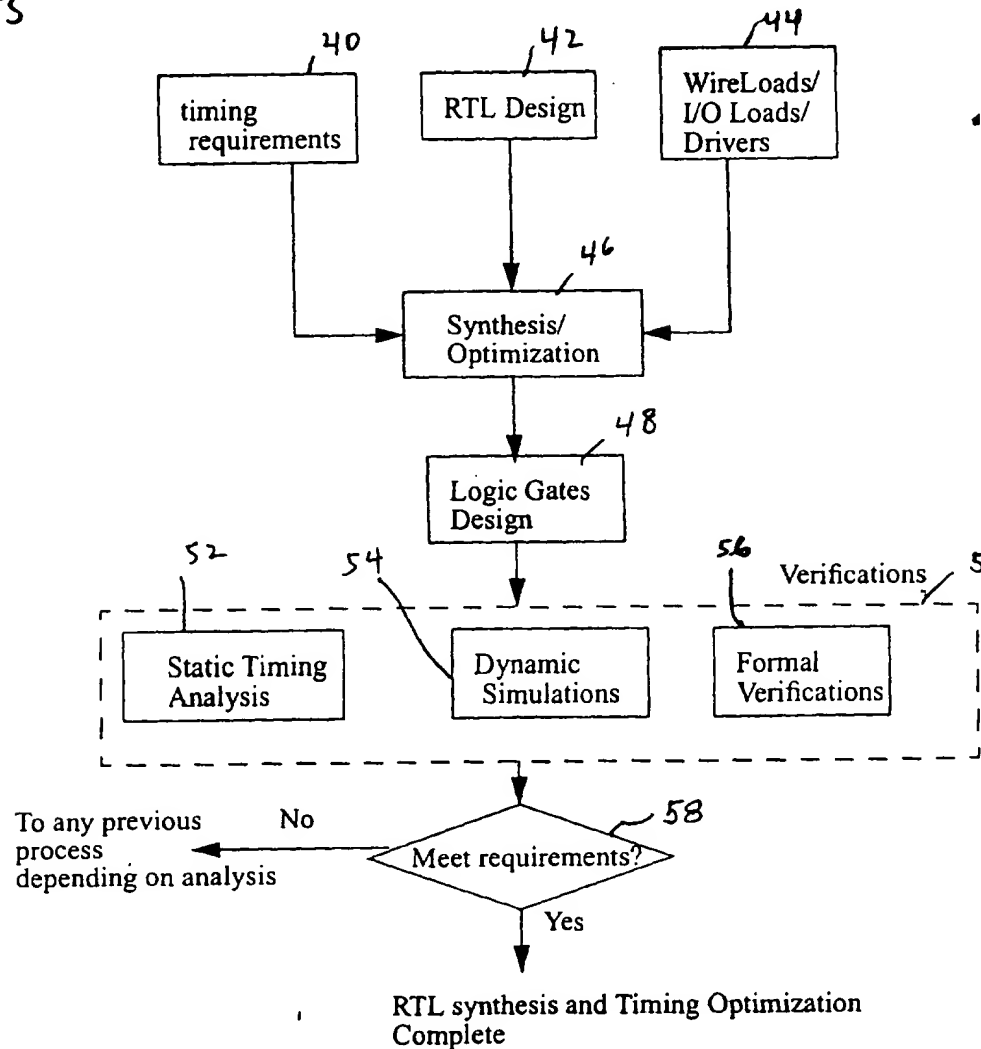 40
42
44
timing
requirements
RTL Design
WireLoads/
I/O Loads/
Drivers
46
Synthesis/
Optimization
48
Logic Gates
Design
52
54
56
Verifications
5
Static Timing
Analysis
Dynamic
Simulations
Formal
Verifications
58
To any previous
process
depending on analysis
No
Meet requirements?
Yes
RTL synthesis and Timing Optimization
Complete